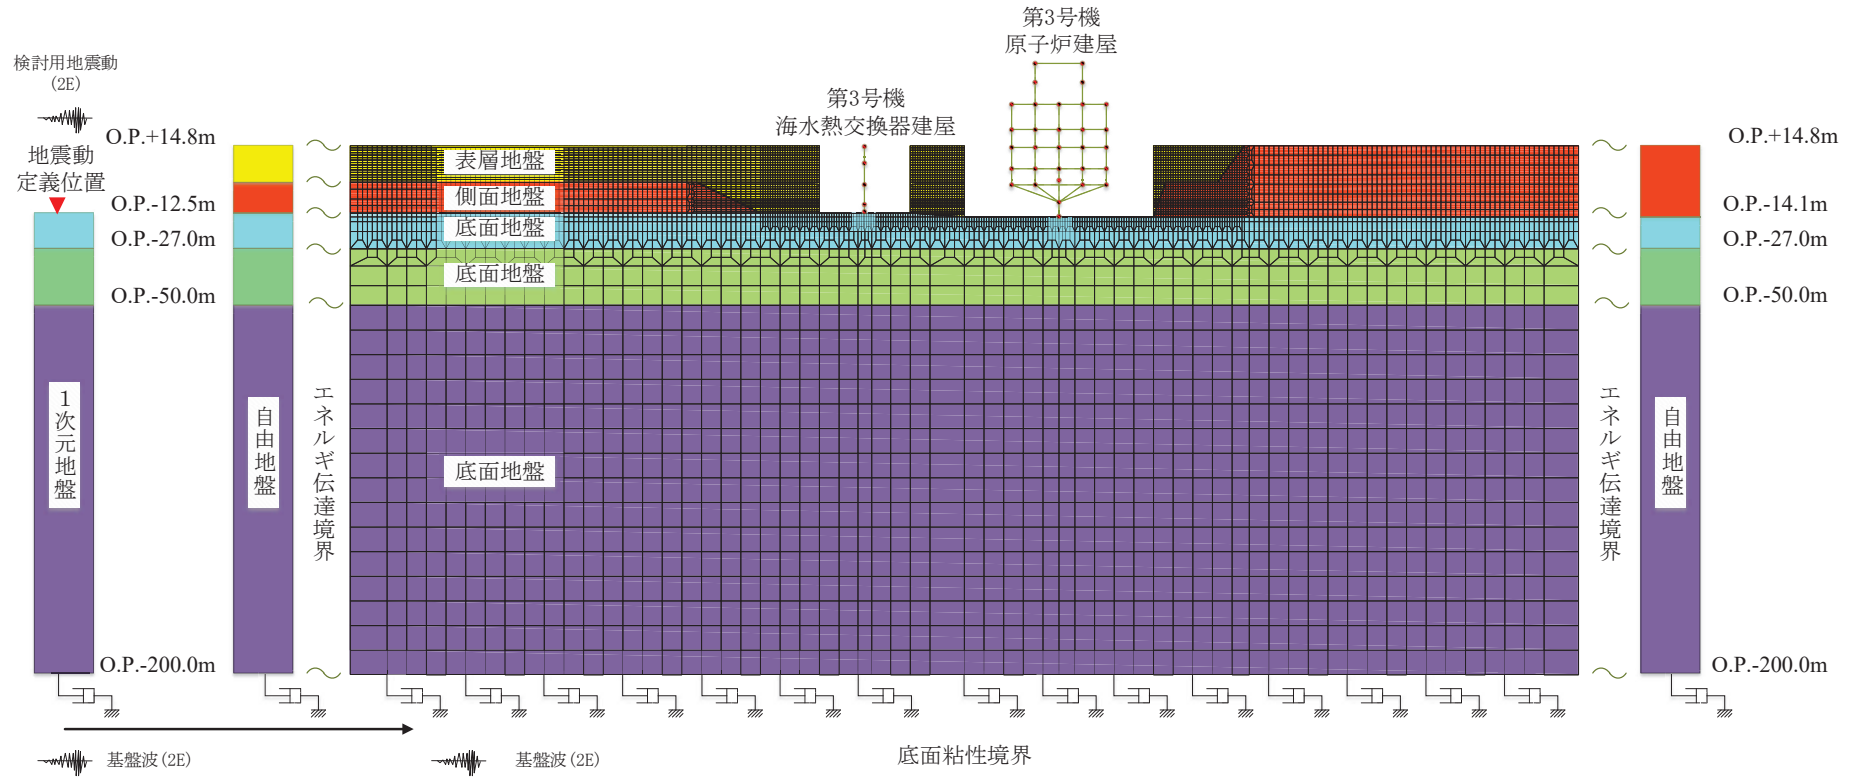 第3号機
原子炉建屋
検討用地震動
(2E)
第3号機
海水熱交換器建屋
O.P.+14.8m
O.P.+14.8m
地震動
定義位置
表層地盤
側面地盤
O.P.-12.5m
O.P.-14.1m
底面地盤
O.P.-27.0m
O.P.-27.0m
底面地盤
O.P.-50.0m
O.P.-50.0m
1次元地盤
自由地盤
エネルギ伝達境界
底面地盤
エネルギ伝達境界
自由地盤
O.P.-200.0m
O.P.-200.0m
基盤波(2E)
基盤波(2E)
底面粘性境界